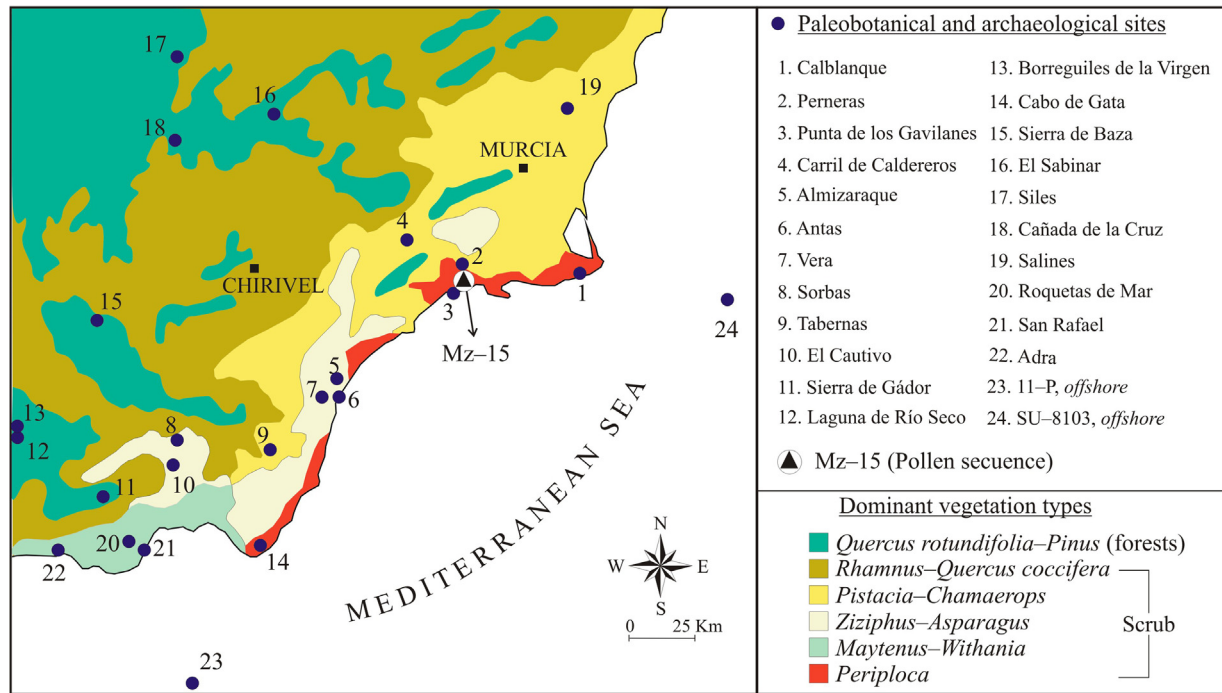 17
16
19
18
MURCIA
4
2
CHIRIVEL
1
15
3
24
Mz–15
5
7
6
13
8
12
9
10
11
20
21
22
14
23
MEDITERRANEAN SEA
N
W E
S
0 25 Km
Paleobotanical and archaeological sites
1. Calblanque
2. Perneras
3. Punta de los Gavilanes
4. Carril de Caldereros
5. Almizaraque
6. Antas
7. Vera
8. Sorbas
9. Tabernas
10. El Cautivo
11. Sierra de Gádor
12. Laguna de Río Seco
13. Borreguiles de la Virgen
14. Cabo de Gata
15. Sierra de Baza
16. El Sabinar
17. Siles
18. Cañada de la Cruz
19. Salines
20. Roquetas de Mar
21. San Rafael
22. Adra
23. 11–P, offshore
24. SU–8103, offshore
Mz–15 (Pollen secuence)
Dominant vegetation types
Quercus rotundifolia–Pinus (forests)
Rhamnus–Quercus coccifera
Pistacia–Chamaerops
Ziziphus–Asparagus
Maytenus–Withania
Periploca
Scrub